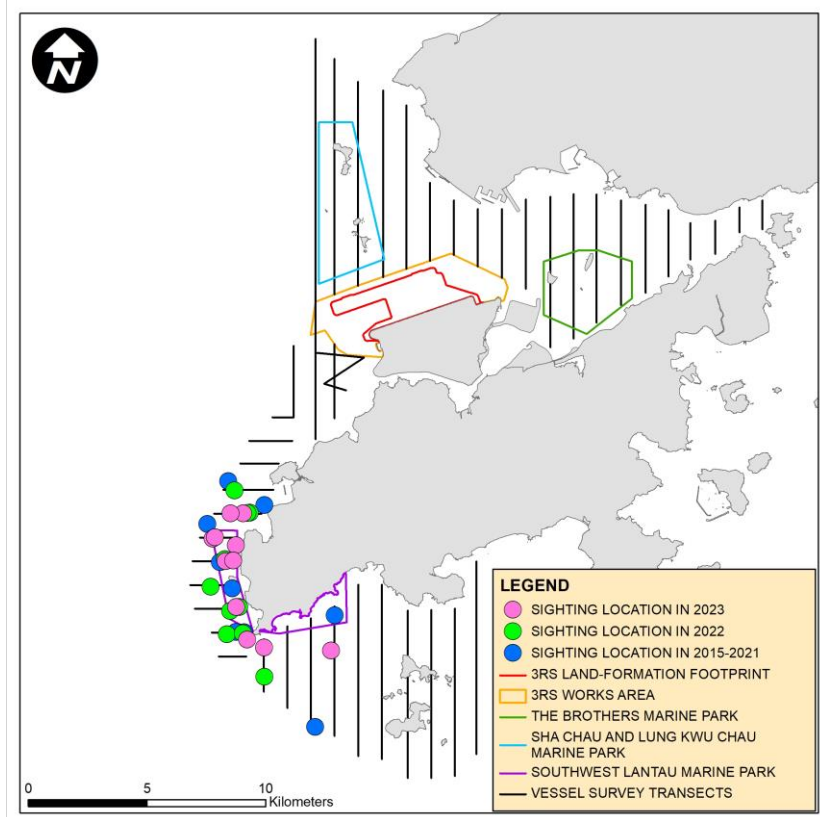 N
LEGEND
SIGHTING LOCATION IN 2023
SIGHTING LOCATION IN 2022
SIGHTING LOCATION IN 2015-2021
3RS LAND-FORMATION FOOTPRINT
3RS WORKS AREA
THE BROTHERS MARINE PARK
SHA CHAU AND LUNG KWU CHAU
MARINE PARK
SOUTHWEST LANTAU MARINE PARK
VESSEL SURVEY TRANSECTS
0 5 10
Kilometers